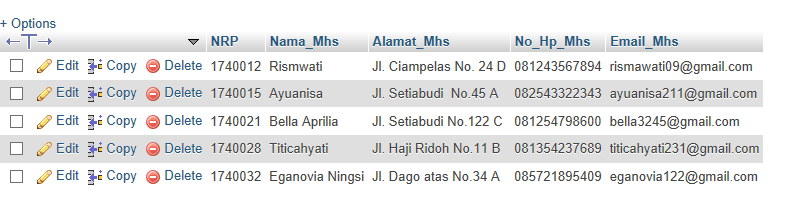 + Options
NRP Nama_Mhs Alamat_Mhs No_Hp_Mhs Email_Mhs
Edit Copy Delete 1740012 Rismwati Jl. Ciampelas No. 24 D 081243567894 rismawati09@gmail.com
Edit Copy Delete 1740015 Ayuanisa Jl. Setiabudi No.45 A 082543322343 ayuanisa211@gmail.com
Edit Copy Delete 1740021 Bella Aprilia Jl. Setiabudi No.122 C 081254798600 bella3245@gmail.com
Edit Copy Delete 1740028 Titicahyati Jl. Haji Ridoh No.11 B 081354237689 titicahyati231@gmail.com
Edit Copy Delete 1740032 Eganovia Ningsi Jl. Dago atas No.34 A 085721895409 eganovia122@gmail.com